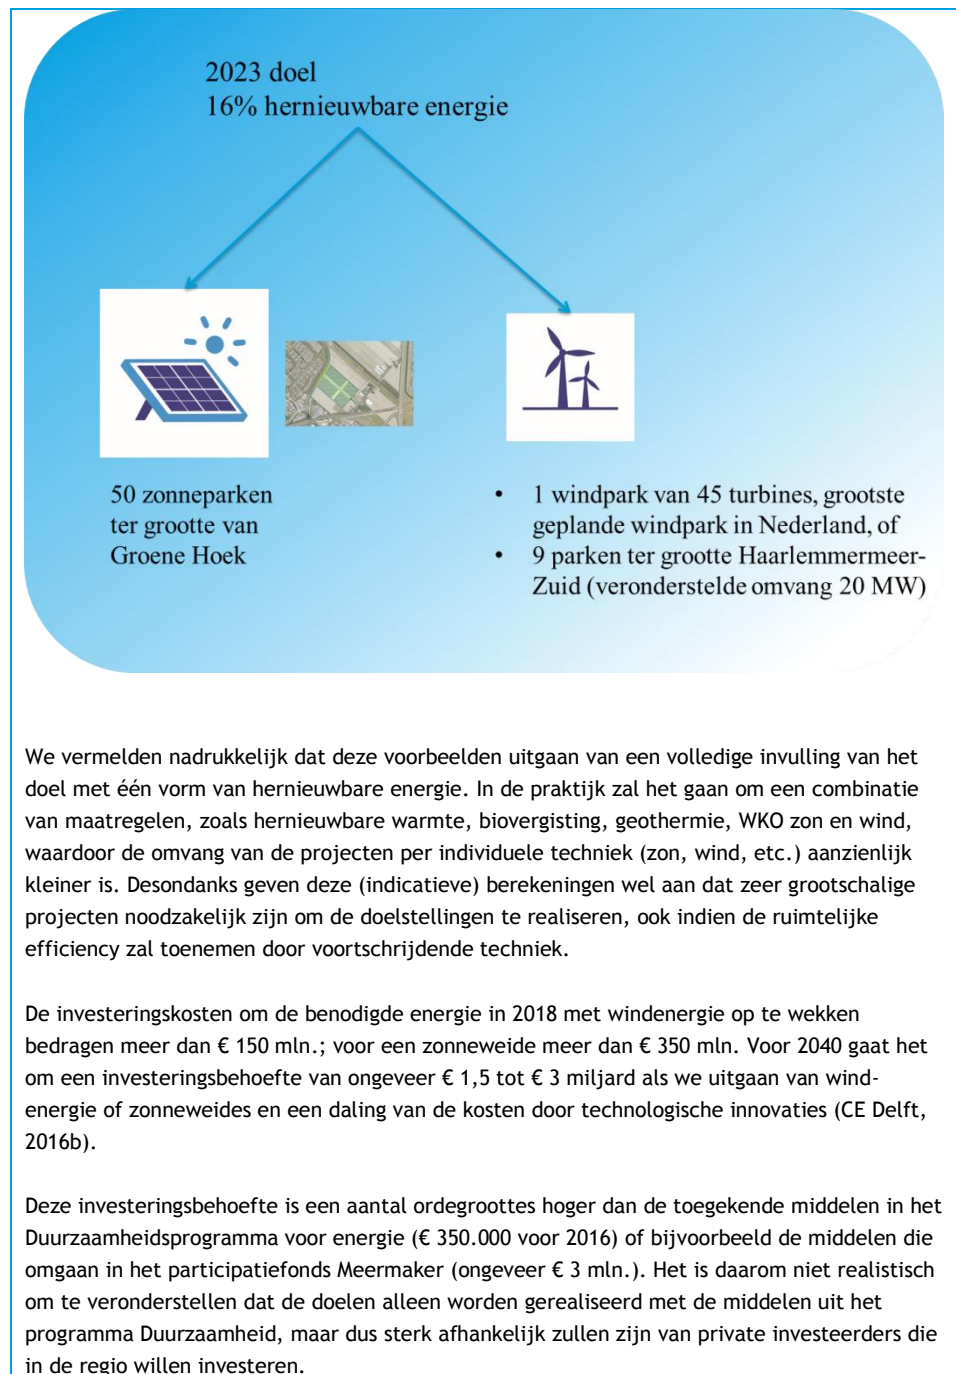 2023 doel
16% hernieuwbare energie
50 zonneparken
ter grootte van
Groene Hoek
• 1 windpark van 45 turbines, grootste
geplande windpark in Nederland, of
• 9 parken ter grootte Haarlemmermeer-
Zuid (veronderstelde omvang 20 MW)
We vermelden nadrukkelijk dat deze voorbeelden uitgaan van een volledige invulling van het
doel met één vorm van hernieuwbare energie. In de praktijk zal het gaan om een combinatie
van maatregelen, zoals hernieuwbare warmte, biovergisting, geothermie, WKO zon en wind,
waardoor de omvang van de projecten per individuele techniek (zon, wind, etc.) aanzienlijk
kleiner is. Desondanks geven deze (indicatieve) berekeningen wel aan dat zeer grootschalige
projecten noodzakelijk zijn om de doelstellingen te realiseren, ook indien de ruimtelijke
efficiency zal toenemen door voortschrijdende techniek.
De investeringskosten om de benodigde energie in 2018 met windenergie op te wekken
bedragen meer dan € 150 mln.; voor een zonneweide meer dan € 350 mln. Voor 2040 gaat het
om een investeringsbehoefte van ongeveer € 1,5 tot € 3 miljard als we uitgaan van wind-
energie of zonneweides en een daling van de kosten door technologische innovaties (CE Delft,
2016b).
Deze investeringsbehoefte is een aantal ordegroottes hoger dan de toegekende middelen in het
Duurzaamheidsprogramma voor energie (€ 350.000 voor 2016) of bijvoorbeeld de middelen die
omgaan in het participatiefonds Meermaker (ongeveer € 3 mln.). Het is daarom niet realistisch
om te veronderstellen dat de doelen alleen worden gerealiseerd met de middelen uit het
programma Duurzaamheid, maar dus sterk afhankelijk zullen zijn van private investeerders die
in de regio willen investeren.